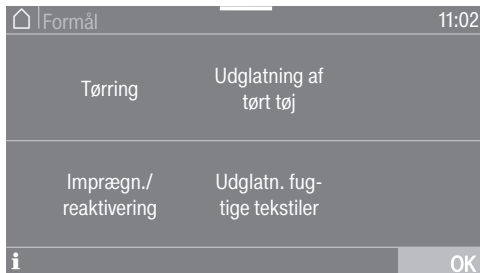 Formål 11:02
Tørring
Udglatning af
tørt tøj
Imprægn./
reaktivering
Udglatn. fug-
tige tekstiler
i OK